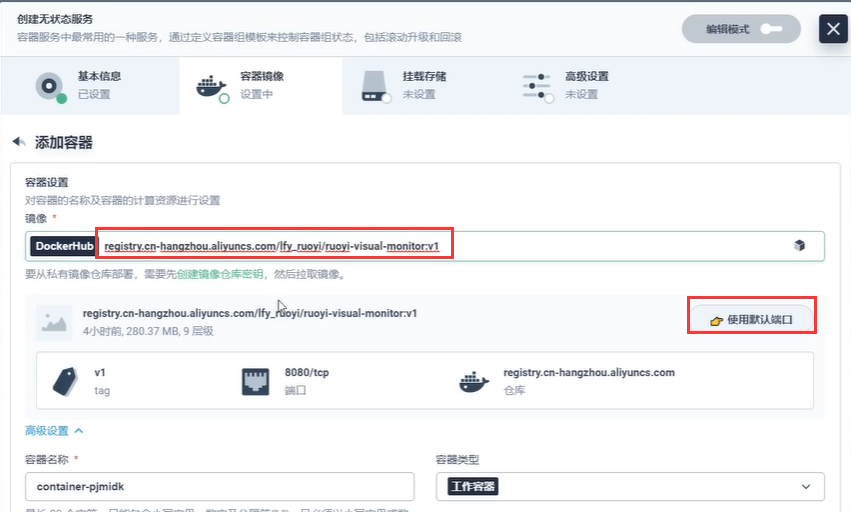 创建无状态服务
容器服务中最常用的一种服务，通过定义容器组模板来控制容器组状态，包括滚动升级和回滚
编辑模式
基本信息
已设置
容器镜像
设置中
挂载存储
未设置
高级设置
未设置
添加容器
容器设置
对容器的名称及容器的计算资源进行设置
镜像 *
DockerHub registry.cn-hangzhou.aliyuncs.com/lfy_ruoyi/ruoyi-visual-monitor:v1
要从私有镜像仓库部署，需要先创建镜像仓库密钥，然后拉取镜像。
registry.cn-hangzhou.aliyuncs.com/lfy_ruoyi/ruoyi-visual-monitor:v1
4小时前, 280.37 MB, 9 层级
👉 使用默认端口
v1
tag
8080/tcp
端口
registry.cn-hangzhou.aliyuncs.com
仓库
高级设置
容器名称 *
container-pjmidk
容器类型
工作容器